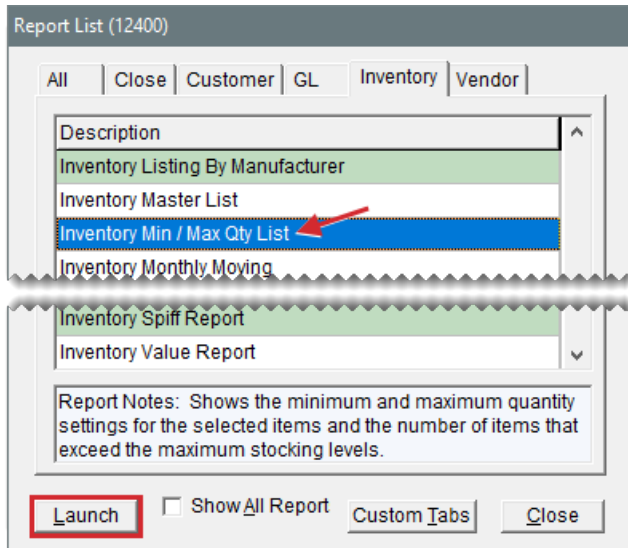 Report List (12400)
All Close Customer GL Inventory Vendor
Description
Inventory Listing By Manufacturer
Inventory Master List
Inventory Min / Max Qty List
Inventory Monthly Moving
Inventory Spiff Report
Inventory Value Report
Report Notes: Shows the minimum and maximum quantity
settings for the selected items and the number of items that
exceed the maximum stocking levels.
Launch Show All Report Custom Tabs Close